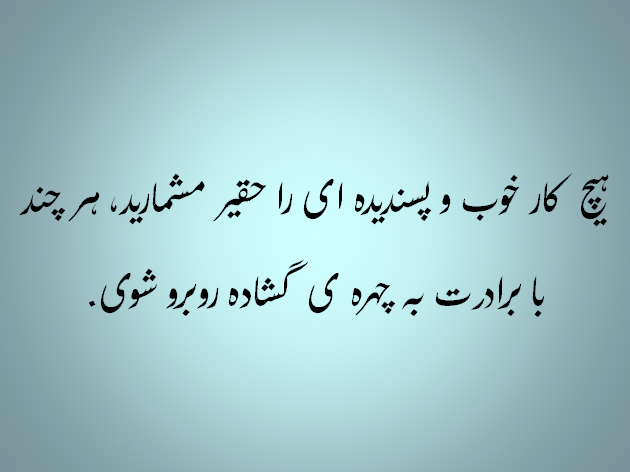 هیچ کار خوب و پسندیده ای را حقیر مشمارید، هر چند
با برادرت به چهره ی گشاده روبرو شوی.